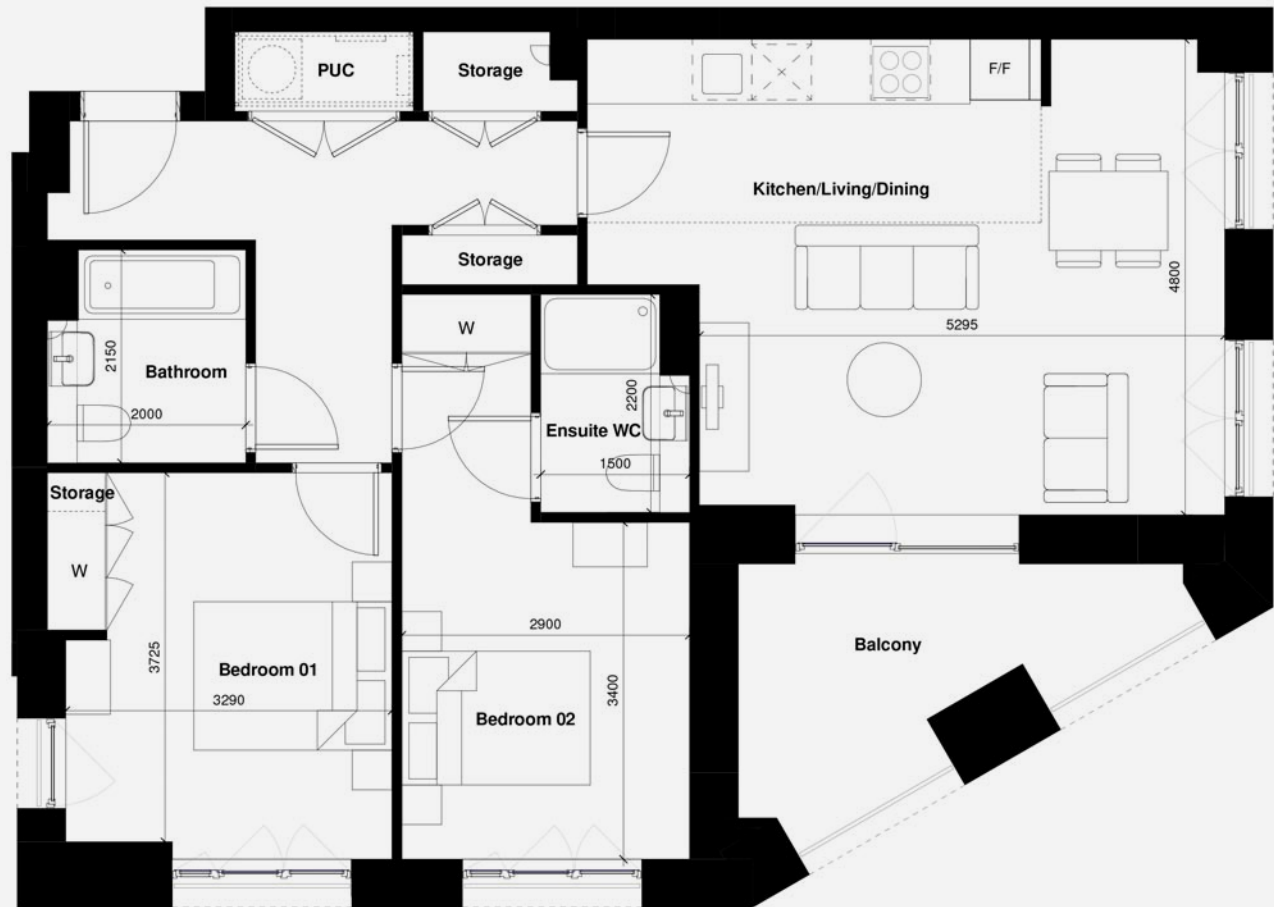 PUC
Storage
F/F
Kitchen/Living/Dining
Storage
4800
5295
W
Bathroom
2150
2000
2200
Ensuite WC
1500
Storage
W
3725
Bedroom 01
3290
2900
3400
Bedroom 02
Balcony